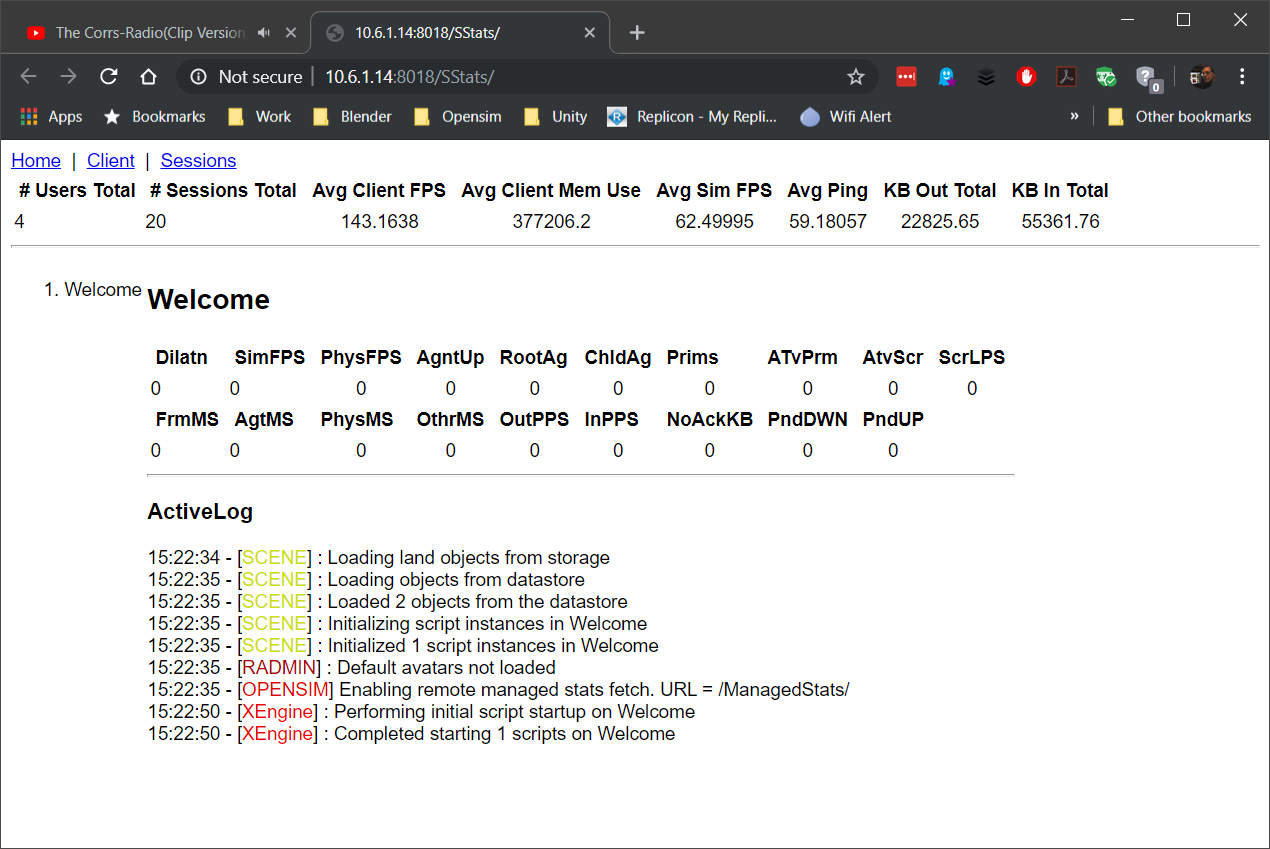 The Corrs-Radio(Clip Version
10.6.1.14:8018/SStats/
Not secure | 10.6.1.14:8018/SStats/
0
Apps Bookmarks Work Blender Opensim Unity Replicon - My Repli... Wifi Alert » Other bookmarks
Home | Client | Sessions
# Users Total # Sessions Total Avg Client FPS Avg Client Mem Use Avg Sim FPS Avg Ping KB Out Total KB In Total
4 20 143.1638 377206.2 62.49995 59.18057 22825.65 55361.76
1. Welcome
Welcome
Dilatn SimFPS PhysFPS AgntUp RootAg ChldAg Prims ATvPrm AtvScr ScrLPS
0 0 0 0 0 0 0 0 0 0
FrmMS AgtMS PhysMS OthrMS OutPPS InPPS NoAckKB PndDWN PndUP
0 0 0 0 0 0 0 0 0
ActiveLog
15:22:34 - [SCENE] : Loading land objects from storage
15:22:35 - [SCENE] : Loading objects from datastore
15:22:35 - [SCENE] : Loaded 2 objects from the datastore
15:22:35 - [SCENE] : Initializing script instances in Welcome
15:22:35 - [SCENE] : Initialized 1 script instances in Welcome
15:22:35 - [RADMIN] : Default avatars not loaded
15:22:35 - [OPENSIM] Enabling remote managed stats fetch. URL = /ManagedStats/
15:22:50 - [XEngine] : Performing initial script startup on Welcome
15:22:50 - [XEngine] : Completed starting 1 scripts on Welcome